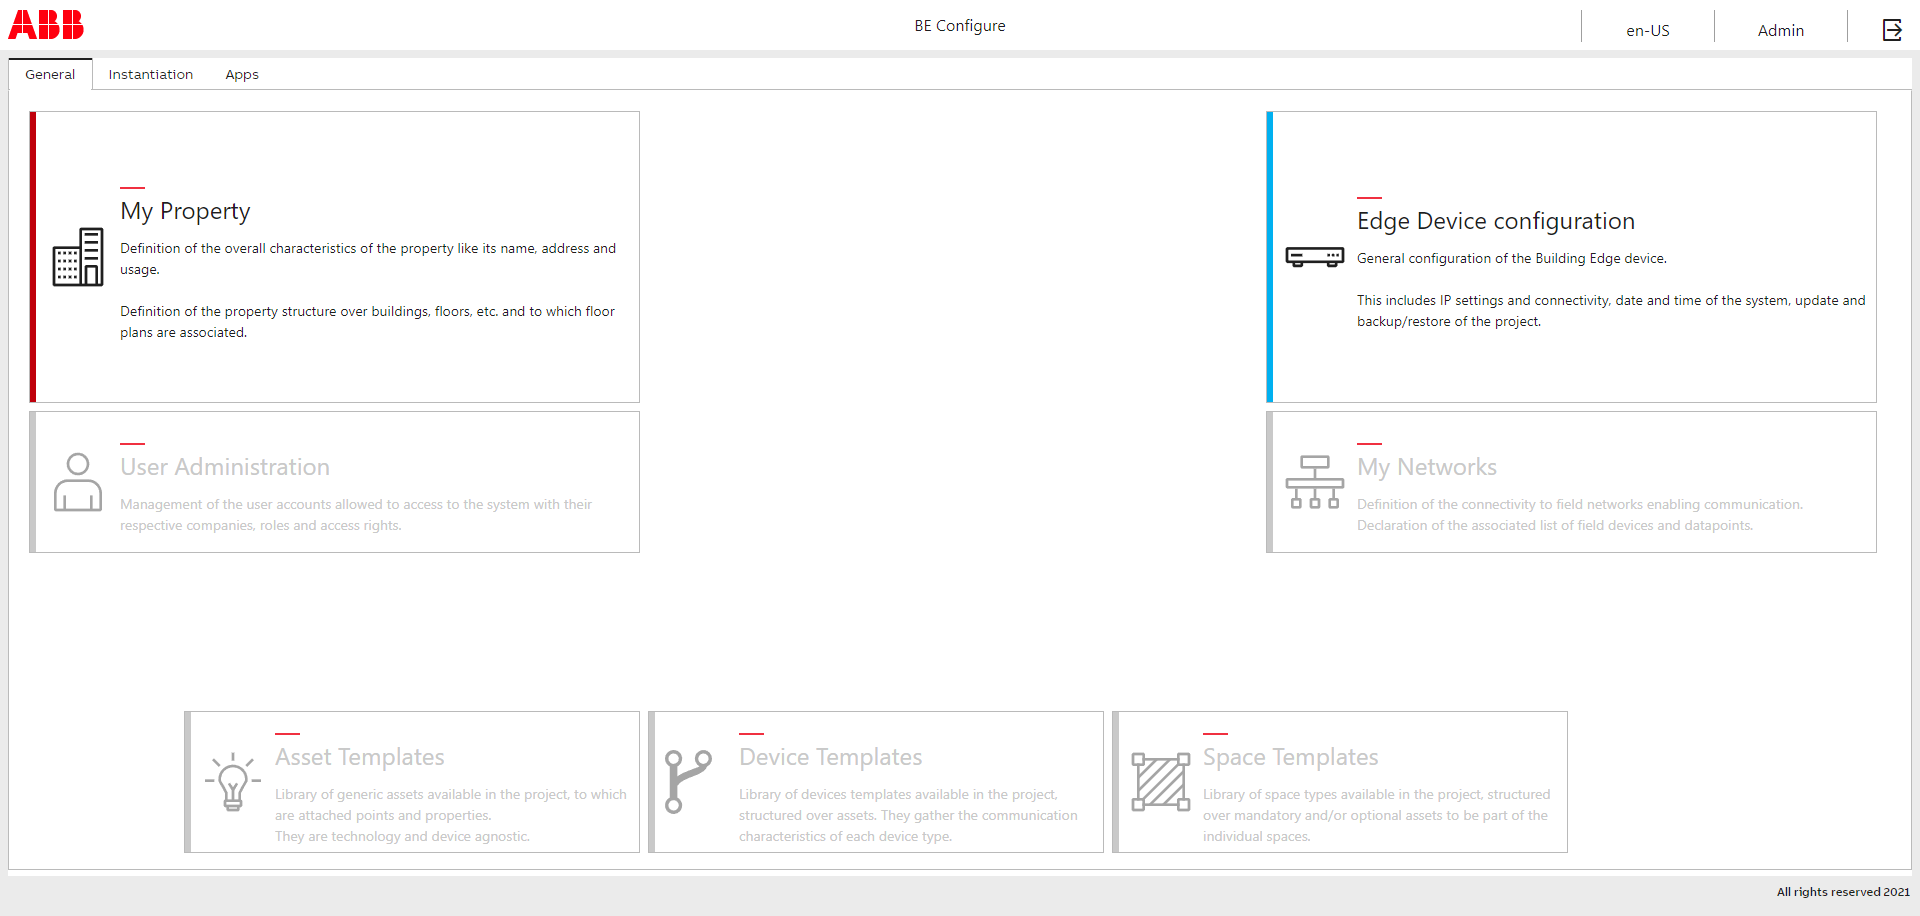 ABB
BE Configure
en-US
Admin
General
Instantiation
Apps
My Property
Definition of the overall characteristics of the property like its name, address and
usage.
Definition of the property structure over buildings, floors, etc. and to which floor
plans are associated.
Edge Device configuration
General configuration of the Building Edge device.
This includes IP settings and connectivity, date and time of the system, update and
backup/restore of the project.
User Administration
Management of the user accounts allowed to access to the system with their
respective companies, roles and access rights.
My Networks
Definition of the connectivity to field networks enabling communication.
Declaration of the associated list of field devices and datapoints.
Asset Templates
Library of generic assets available in the project, to which
are attached points and properties.
They are technology and device agnostic.
Device Templates
Library of devices templates available in the project,
structured over assets. They gather the communication
characteristics of each device type.
Space Templates
Library of space types available in the project, structured
over mandatory and/or optional assets to be part of the
individual spaces.
All rights reserved 2021